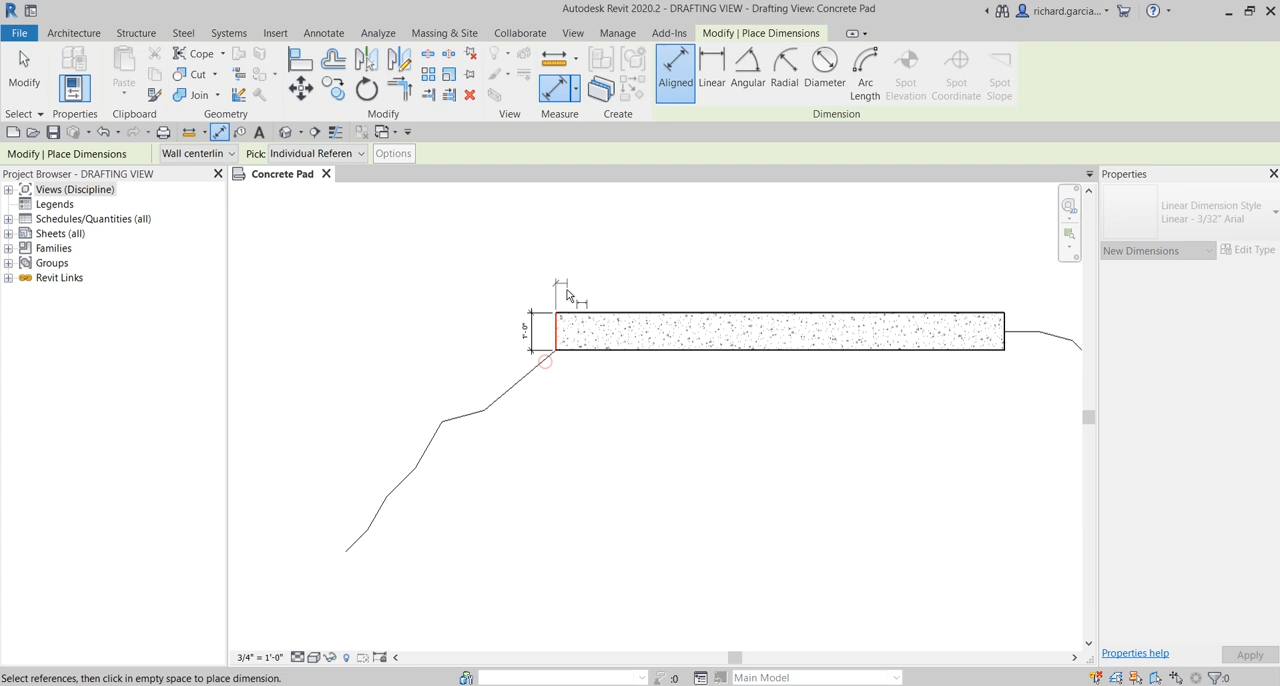 Autodesk Revit 2020.2 - DRAFTING VIEW - Drafting View: Concrete Pad
richard.garcia...
File Architecture Structure Steel Systems Insert Annotate Analyze Massing & Site Collaborate View Manage Add-Ins Modify | Place Dimensions
Modify Paste Cope Cut Join Aligned Linear Angular Radial Diameter Arc Length Spot Elevation Spot Coordinate Spot Slope
Select Properties Clipboard Geometry Modify View Measure Create Dimension
Modify | Place Dimensions Wall centerlin Pick: Individual Referen Options
Project Browser - DRAFTING VIEW
Concrete Pad
Properties
Views (Discipline)
Legends
Schedules/Quantities (all)
Sheets (all)
Families
Groups
Revit Links
Linear Dimension Style
Linear - 3/32" Arial
New Dimensions Edit Type
1'-0"
3/4" = 1'-0"
Properties help Apply
Select references, then click in empty space to place dimension.
:0 Main Model :0